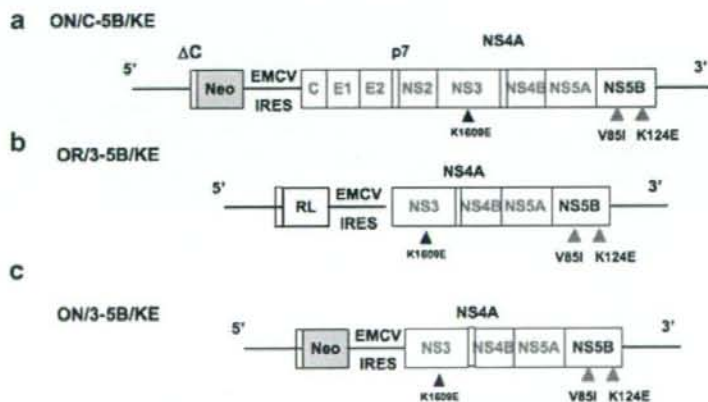 a ON/C-5B/KE
ΔC p7 NS4A
5' Neo EMCV IRES C E1 E2 NS2 NS3 NS4B NS5A NS5B 3'
K1609E V85I K124E
b OR/3-5B/KE
NS4A
5' RL EMCV IRES NS3 NS4B NS5A NS5B 3'
K1609E V85I K124E
c ON/3-5B/KE
NS4A
5' Neo EMCV IRES NS3 NS4B NS5A NS5B 3'
K1609E V85I K124E